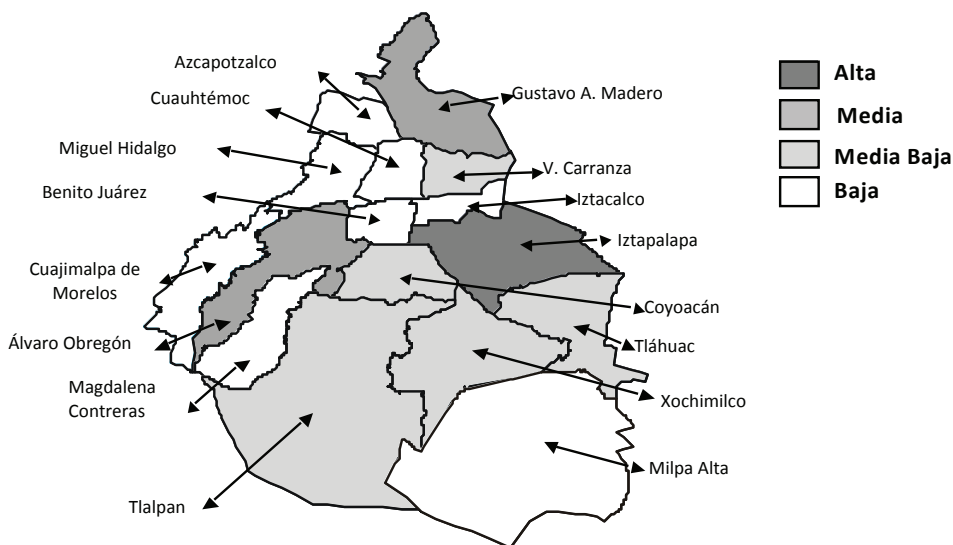 Azcapotzalco
Cuauhtémoc
Miguel Hidalgo
Benito Juárez
Cuajimalpa de
Morelos
Álvaro Obregón
Magdalena
Contreras
Tlalpan
Gustavo A. Madero
V. Carranza
Iztacalco
Iztapalapa
Coyoacán
Tláhuac
Xochimilco
Milpa Alta
Alta
Media
Media Baja
Baja